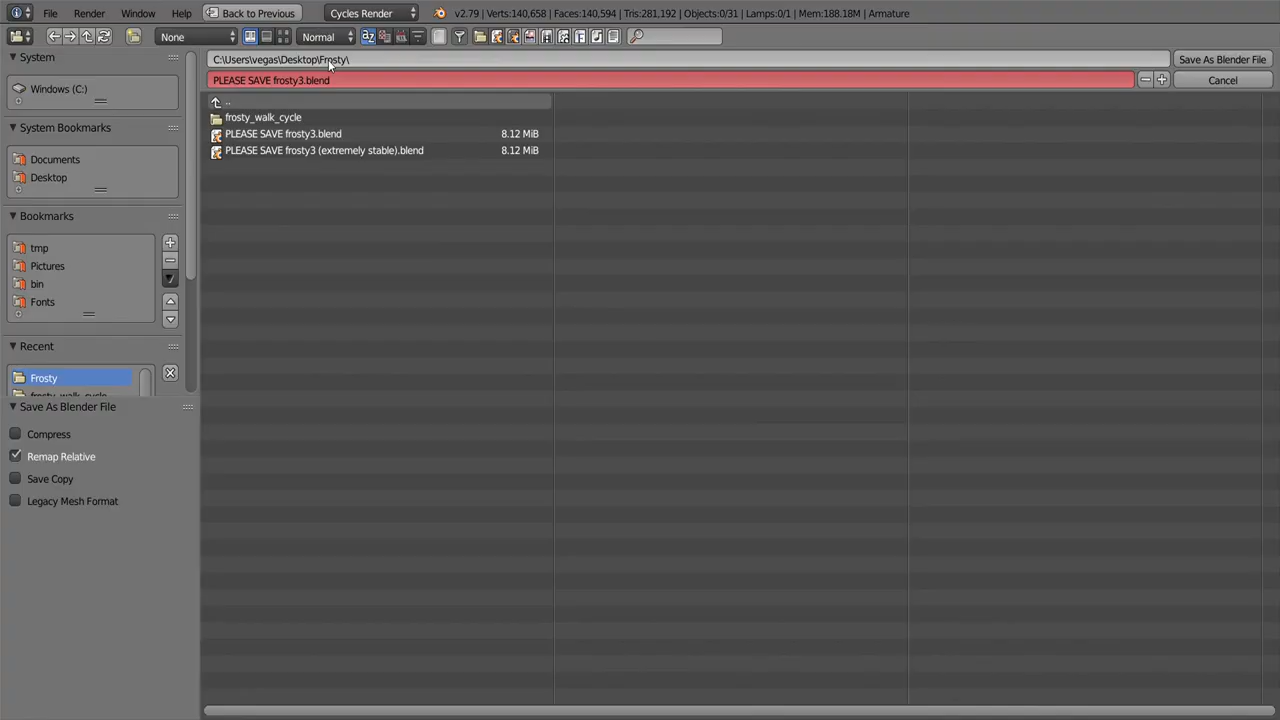 File Render Window Help Back to Previous Cycles Render v2.79 | Verts:140,658 | Faces:140,594 | Tris:281,192 | Objects:0/31 | Lamps:0/1 | Mem:188.18M | Armature
None Normal
System
Windows (C:)
System Bookmarks
Documents
Desktop
Bookmarks
tmp
Pictures
bin
Fonts
Recent
Frosty
frosty_walk_cycle
Save As Blender File
Compress
Remap Relative
Save Copy
Legacy Mesh Format
C:\Users\vegas\Desktop\Frosty\ Save As Blender File
PLEASE SAVE frosty3.blend Cancel
..
frosty_walk_cycle
PLEASE SAVE frosty3.blend 8.12 MiB
PLEASE SAVE frosty3 (extremely stable).blend 8.12 MiB